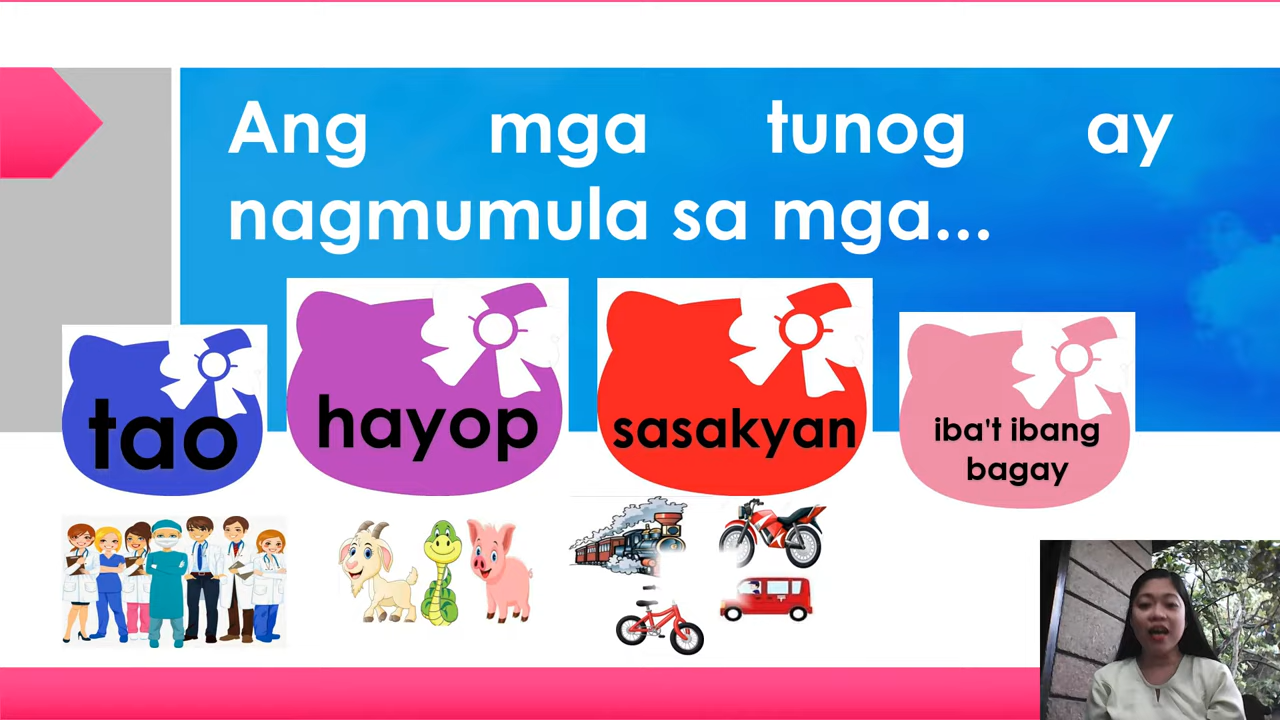 Ang mga tunog ay
nagmumula sa mga...
tao
hayop
sasakyan
iba't ibang
bagay